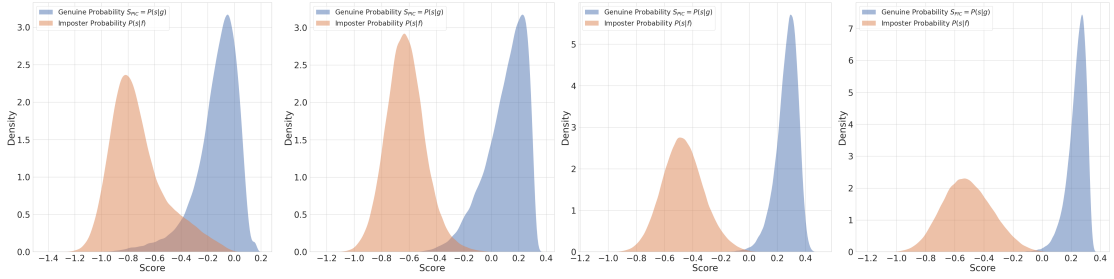 Genuine Probability S_PIC = P(s|g)
Imposter Probability P(s|f)
3.0
2.5
2.0
1.5
1.0
0.5
0.0
Density
−1.4 −1.2 −1.0 −0.8 −0.6 −0.4 −0.2 0.0 0.2
Score
Genuine Probability S_PIC = P(s|g)
Imposter Probability P(s|f)
3.0
2.5
2.0
1.5
1.0
0.5
0.0
Density
−1.2 −1.0 −0.8 −0.6 −0.4 −0.2 0.0 0.2 0.4
Score
Genuine Probability S_PIC = P(s|g)
Imposter Probability P(s|f)
5
4
3
2
1
0
Density
−1.2 −1.0 −0.8 −0.6 −0.4 −0.2 0.0 0.2 0.4
Score
Genuine Probability S_PIC = P(s|g)
Imposter Probability P(s|f)
7
6
5
4
3
2
1
0
Density
−1.2 −1.0 −0.8 −0.6 −0.4 −0.2 0.0 0.2 0.4
Score